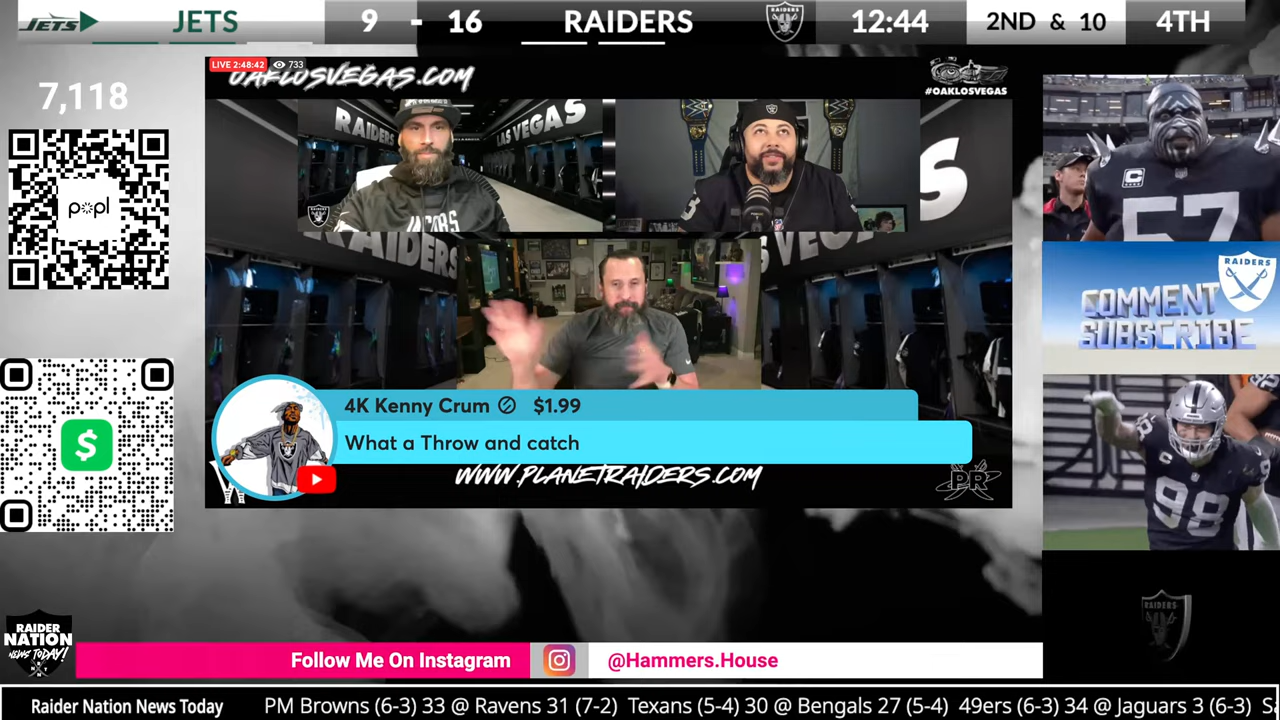 JETS
JETS
9 - 16
RAIDERS
12:44
2ND & 10
4TH
LIVE 2:48:42
733
OAKLOSVEGAS.COM
#OAKLOSVEGAS
7,118
popl
RAIDERS
LAS VEGAS
S
C
57
RAIDERS
COMMENT
SUBSCRIBE
RAIDERS
$
4K Kenny Crum
$1.99
What a Throw and catch
WWW.PLANETRAIDERS.COM
PR
C
98
RAIDERS
RAIDER
NATION
NEWS TODAY!
Follow Me On Instagram
@Hammers.House
Raider Nation News Today
PM Browns (6-3) 33 @ Ravens 31 (7-2) Texans (5-4) 30 @ Bengals 27 (5-4) 49ers (6-3) 34 @ Jaguars 3 (6-3)